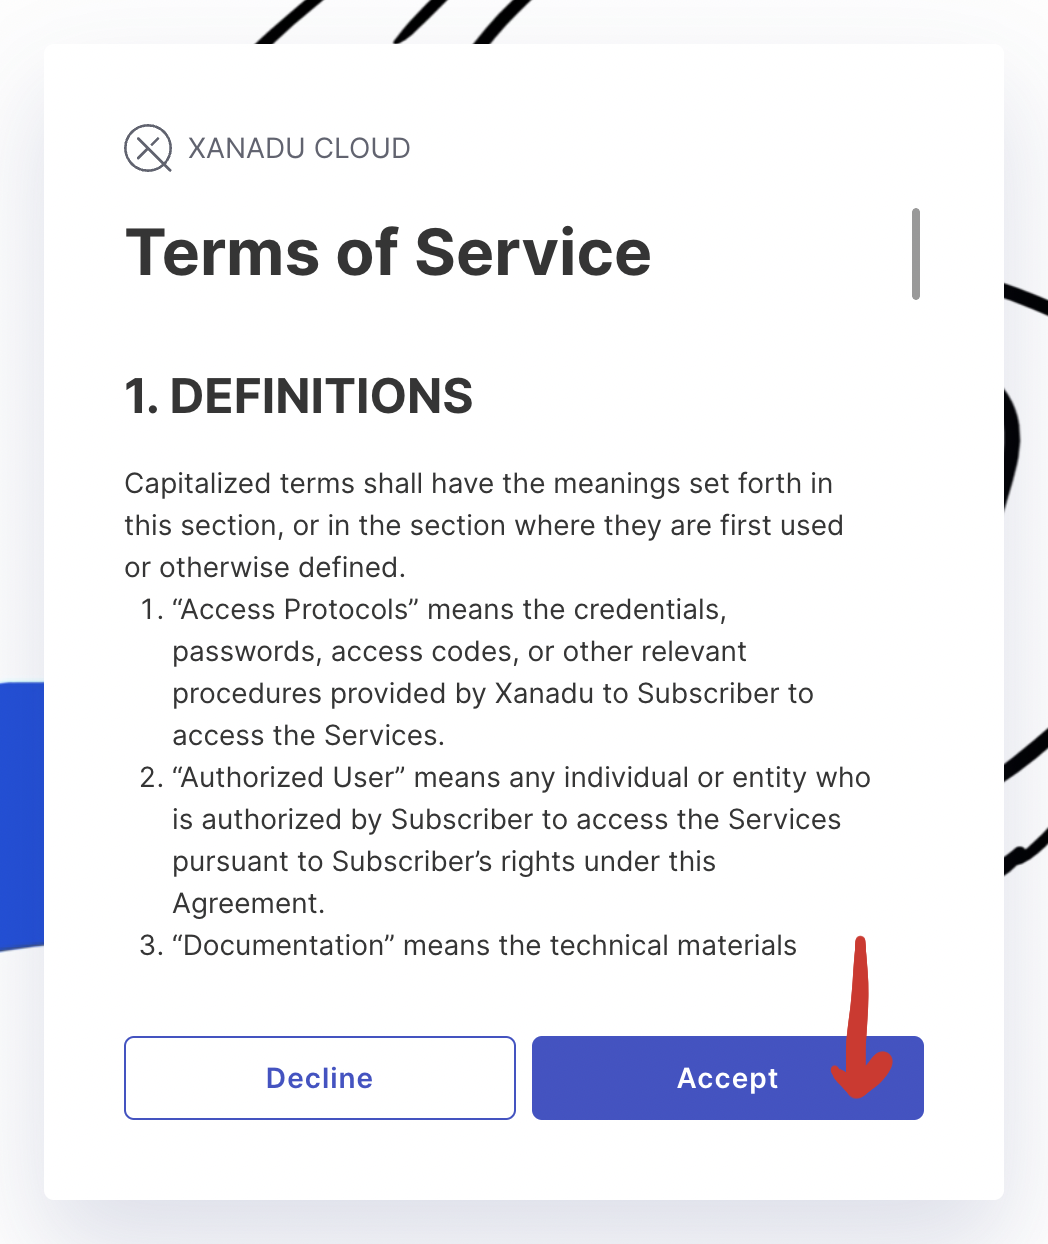 XANADU CLOUD
Terms of Service
1. DEFINITIONS
Capitalized terms shall have the meanings set forth in
this section, or in the section where they are first used
or otherwise defined.
1. “Access Protocols” means the credentials,
passwords, access codes, or other relevant
procedures provided by Xanadu to Subscriber to
access the Services.
2. “Authorized User” means any individual or entity who
is authorized by Subscriber to access the Services
pursuant to Subscriber’s rights under this
Agreement.
3. “Documentation” means the technical materials
Decline
Accept